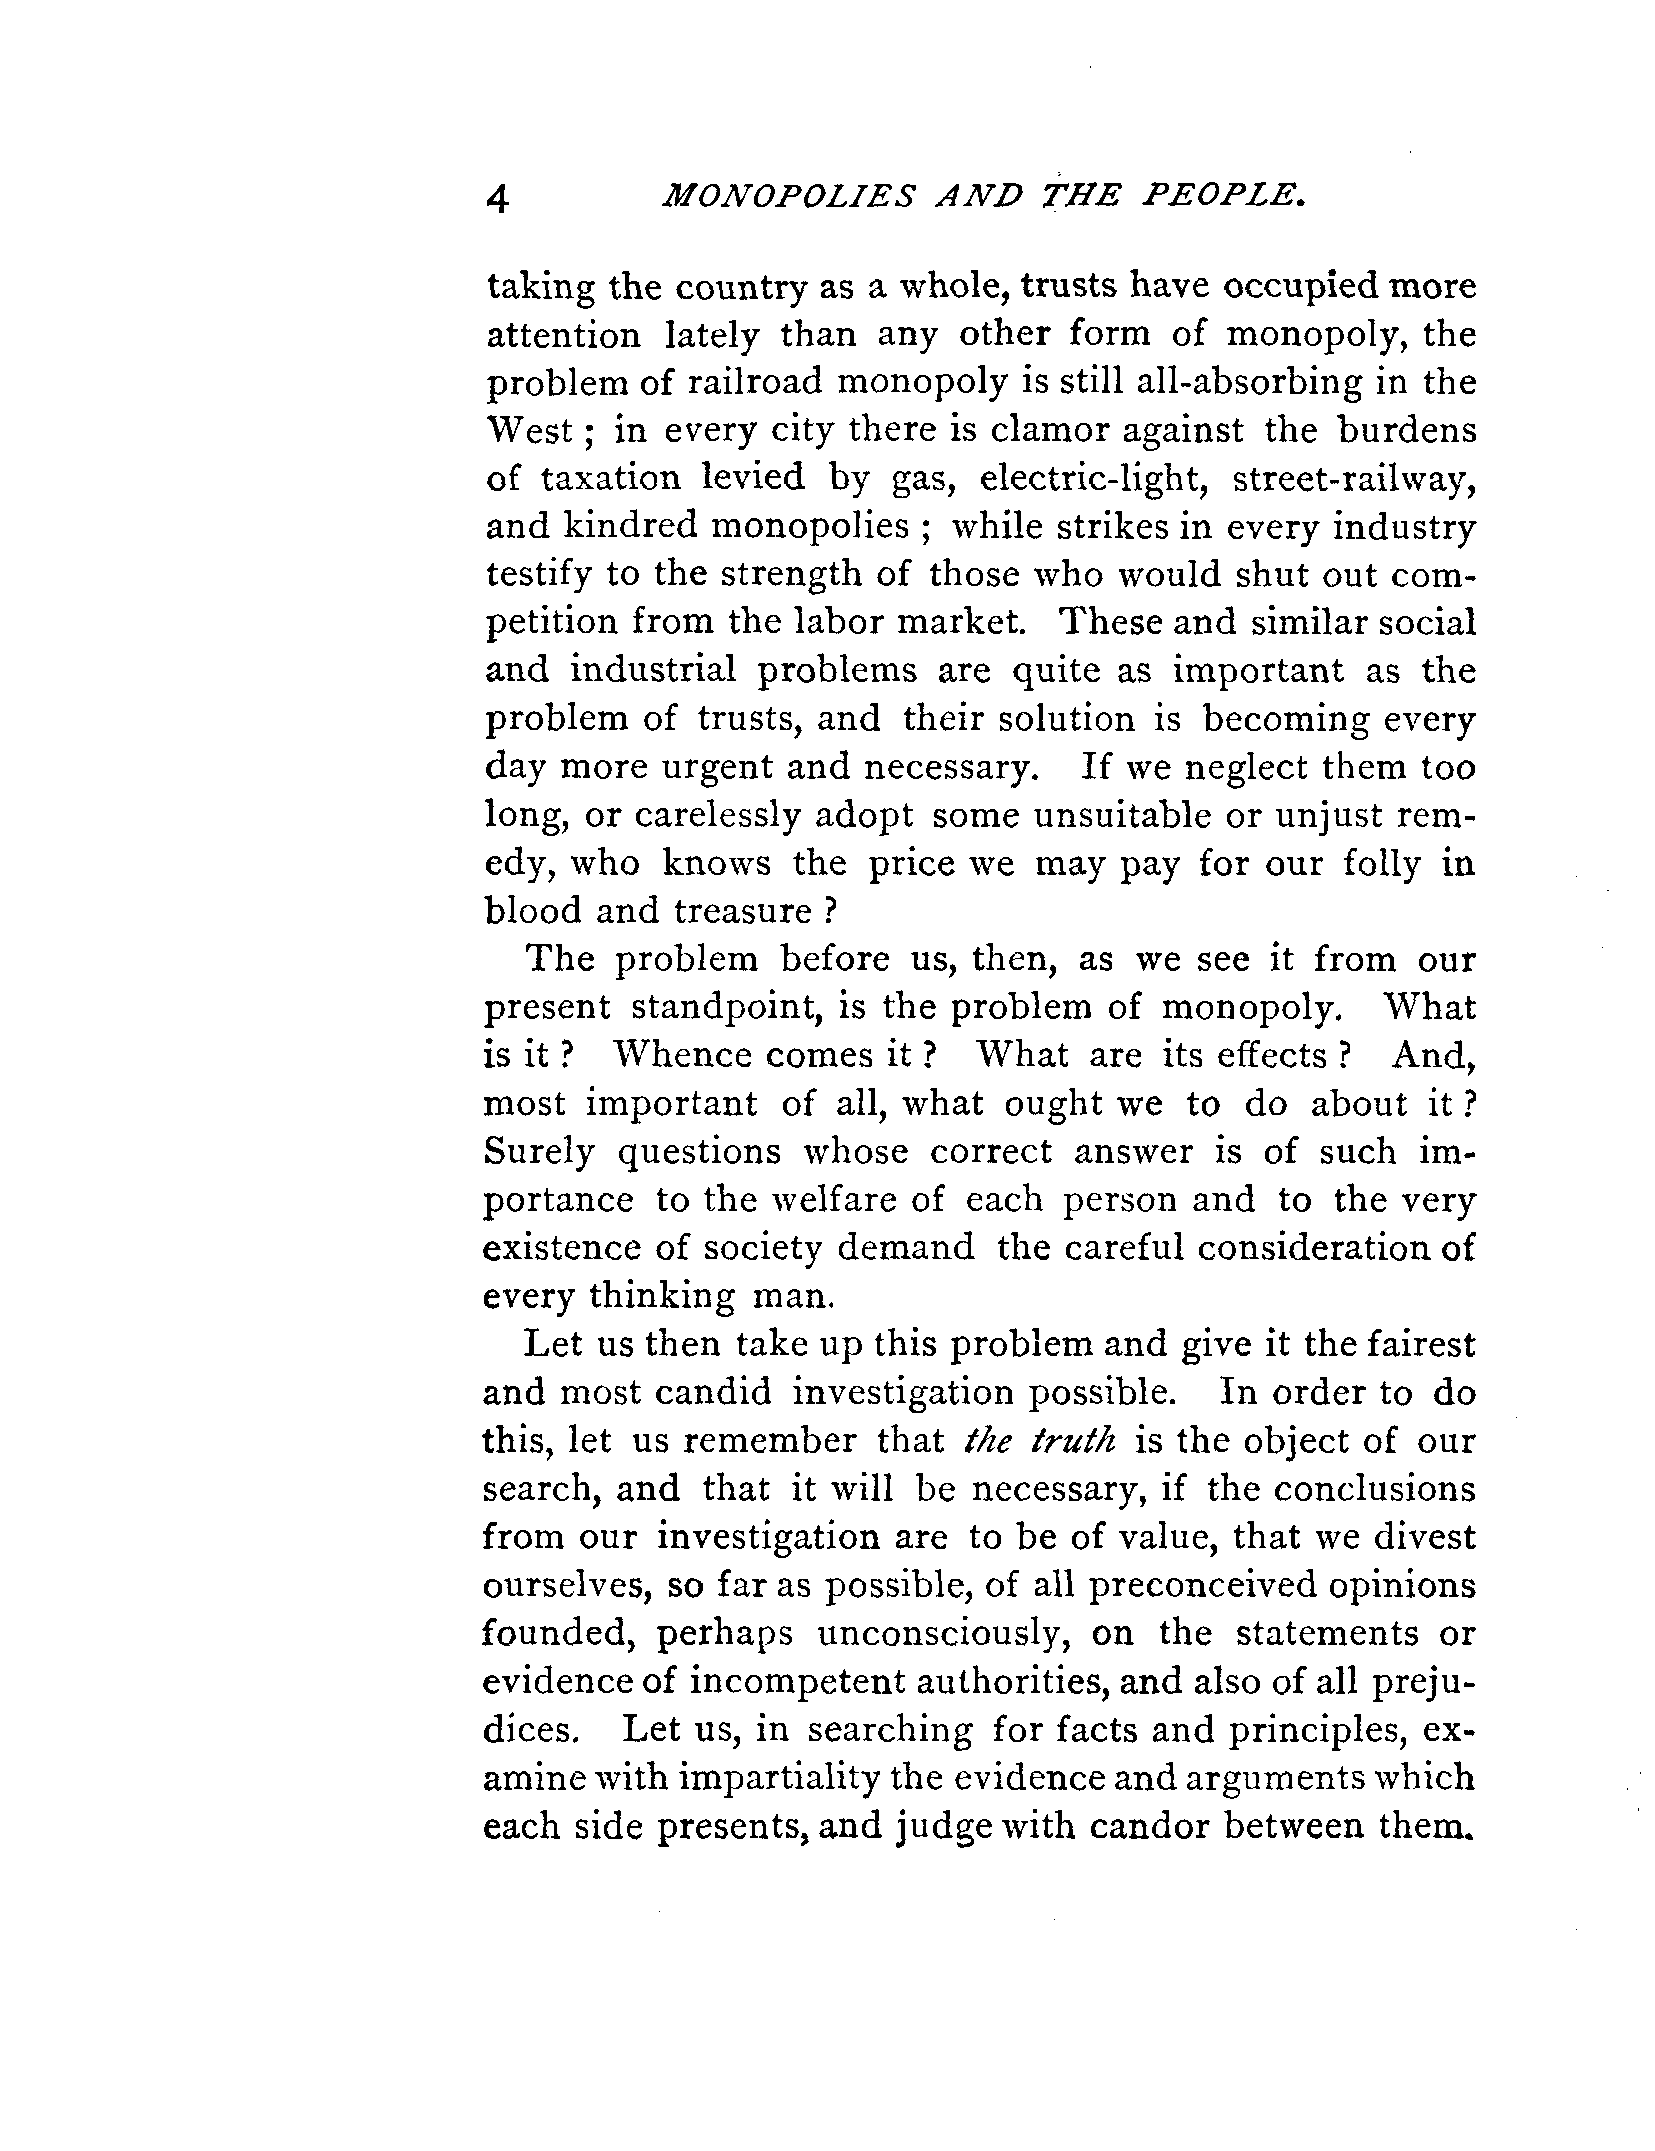 4 MONOPOLIES AND THE PEOPLE.
taking the country as a whole, trusts have occupied more
attention lately than any other form of monopoly, the
problem of railroad monopoly is still all-absorbing in the
West ; in every city there is clamor against the burdens
of taxation levied by gas, electric-light, street-railway,
and kindred monopolies ; while strikes in every industry
testify to the strength of those who would shut out com-
petition from the labor market. These and similar social
and industrial problems are quite as important as the
problem of trusts, and their solution is becoming every
day more urgent and necessary. If we neglect them too
long, or carelessly adopt some unsuitable or unjust rem-
edy, who knows the price we may pay for our folly in
blood and treasure ?
The problem before us, then, as we see it from our
present standpoint, is the problem of monopoly. What
is it ? Whence comes it ? What are its effects ? And,
most important of all, what ought we to do about it ?
Surely questions whose correct answer is of such im-
portance to the welfare of each person and to the very
existence of society demand the careful consideration of
every thinking man.
Let us then take up this problem and give it the fairest
and most candid investigation possible. In order to do
this, let us remember that the truth is the object of our
search, and that it will be necessary, if the conclusions
from our investigation are to be of value, that we divest
ourselves, so far as possible, of all preconceived opinions
founded, perhaps unconsciously, on the statements or
evidence of incompetent authorities, and also of all preju-
dices. Let us, in searching for facts and principles, ex-
amine with impartiality the evidence and arguments which
each side presents, and judge with candor between them.